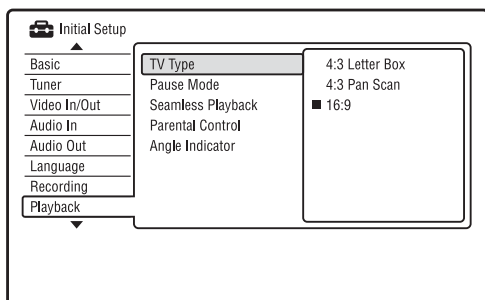 Initial Setup
Basic
Tuner
Video In/Out
Audio In
Audio Out
Language
Recording
Playback
TV Type
Pause Mode
Seamless Playback
Parental Control
Angle Indicator
4:3 Letter Box
4:3 Pan Scan
16:9